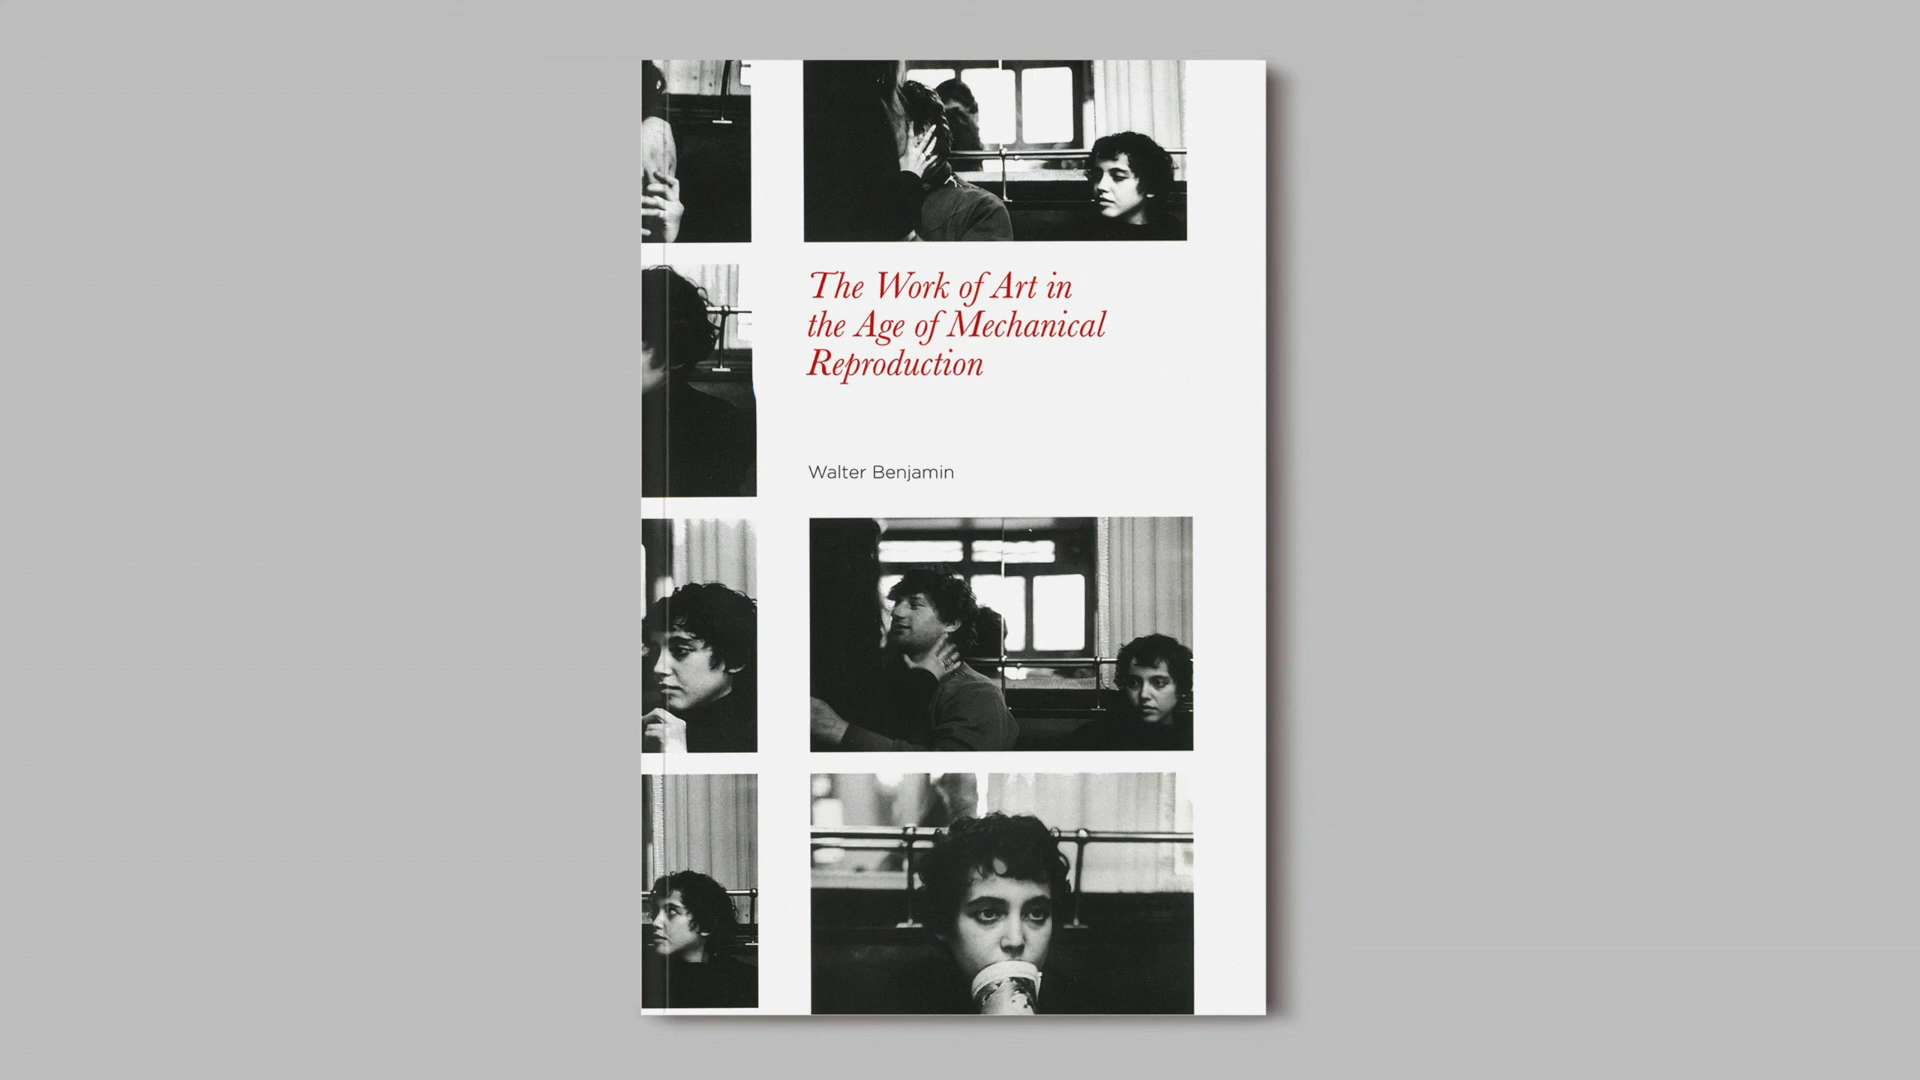 The Work of Art in
the Age of Mechanical
Reproduction
Walter Benjamin